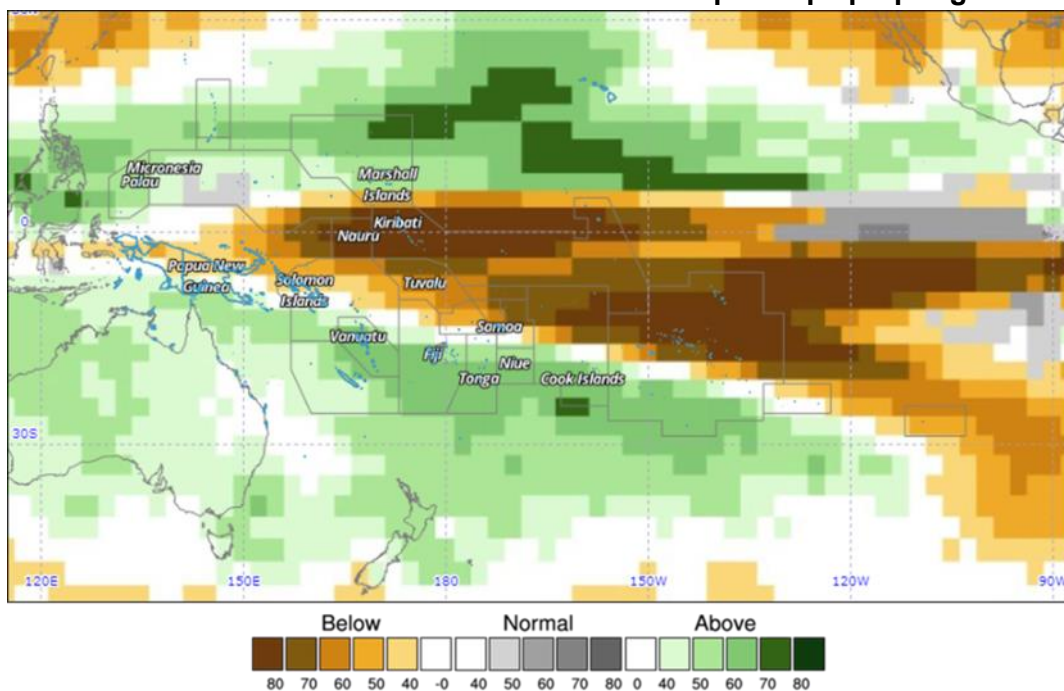 Micronesia
Palau
Marshall
Islands
0
Kiribati
Nauru
Papua New
Guinea
Solomon
Islands
Tuvalu
Samoa
Vanuatu
Fiji
Niue
Tonga
Cook Islands
30S
120E 150E 180 150W 120W 90W
Below Normal Above
80 70 60 50 40 -0 40 50 60 70 80 0 40 50 60 70 80